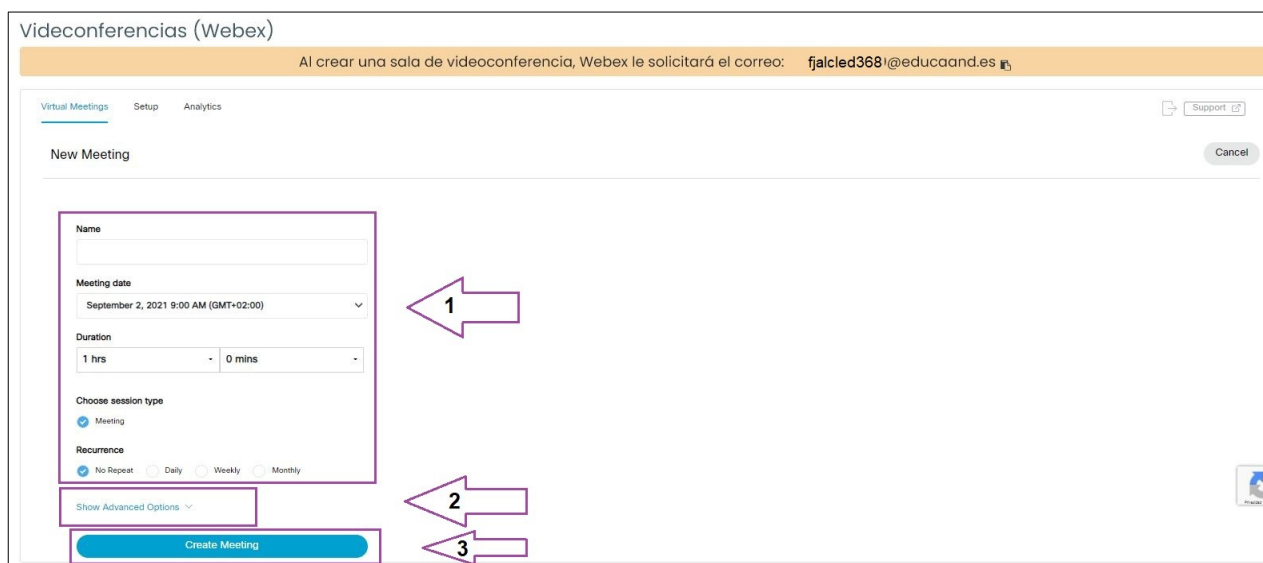 Videconferencias (Webex)
Al crear una sala de videoconferencia, Webex le solicitará el correo: fjalcled368@educaand.es
Virtual Meetings Setup Analytics Support
New Meeting Cancel
Name
Meeting date
1
September 2, 2021 9:00 AM (GMT+02:00)
Duration
1 hrs 0 mins
Choose session type
Meeting
Recurrence
No Repeat Daily Weekly Monthly
2
Show Advanced Options
Create Meeting
3